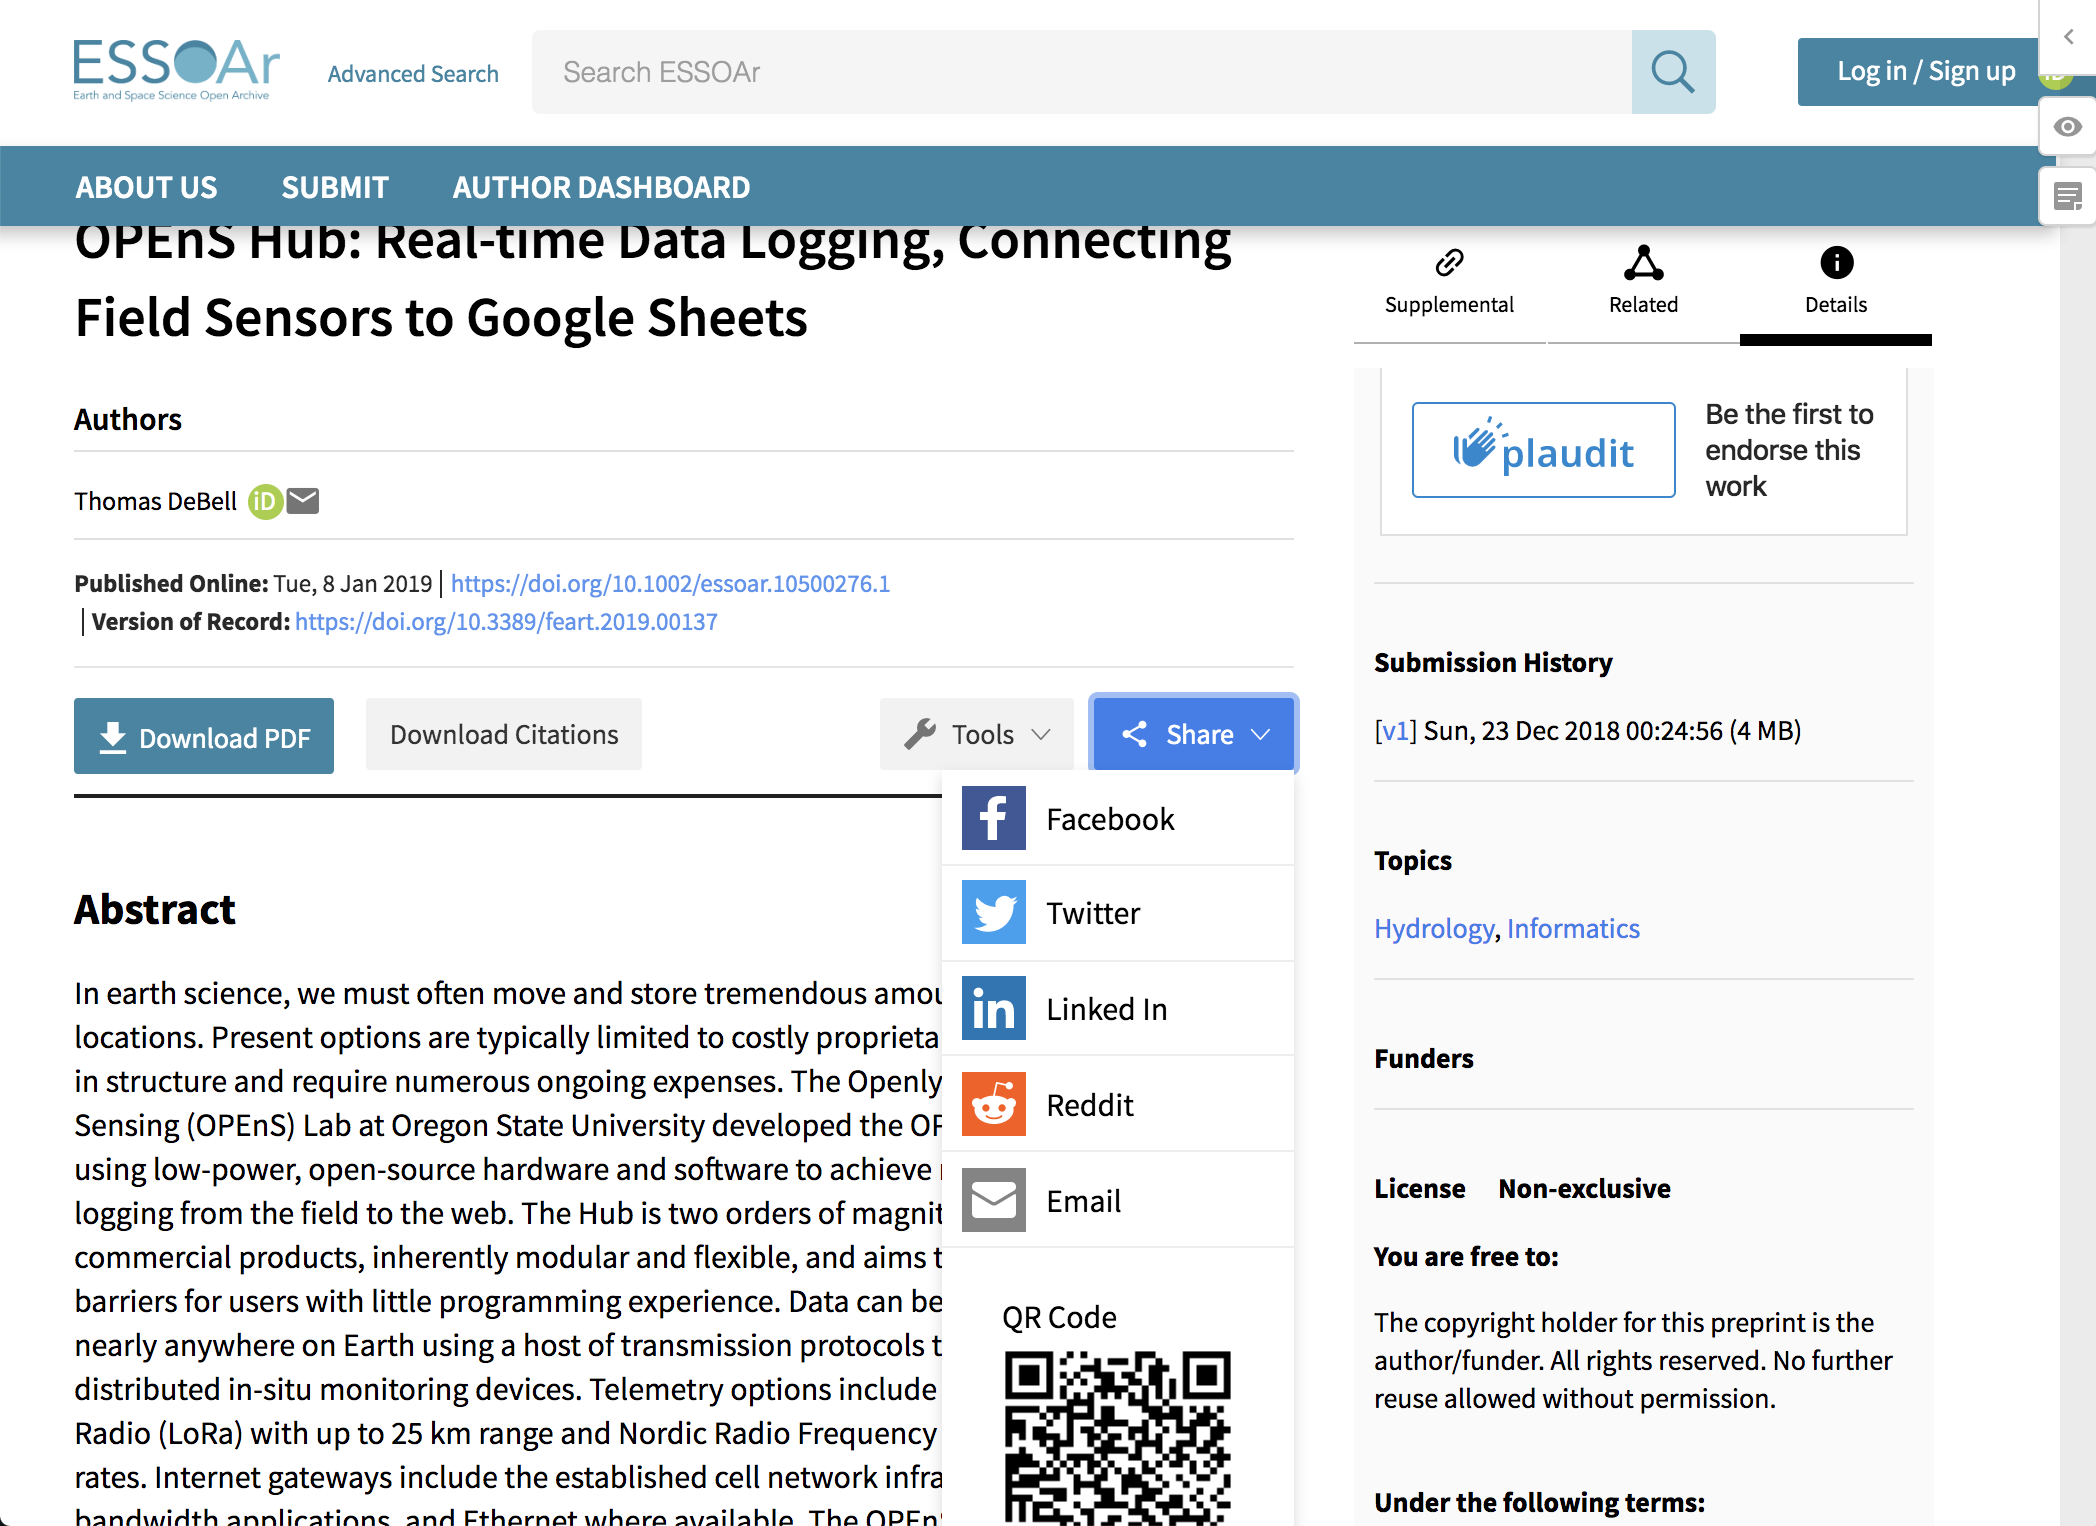 ESSOAr
Earth and Space Science Open Archive
Advanced Search
Search ESSOAr
Log in / Sign up
iD
ABOUT US
SUBMIT
AUTHOR DASHBOARD
OPEnS Hub: Real-time Data Logging, Connecting
Field Sensors to Google Sheets
Authors
Thomas DeBell iD
Published Online: Tue, 8 Jan 2019 | https://doi.org/10.1002/essoar.10500276.1
| Version of Record: https://doi.org/10.3389/feart.2019.00137
Download PDF
Download Citations
Tools
Share
Facebook
Twitter
in Linked In
Reddit
Email
QR Code
Abstract
In earth science, we must often move and store tremendous amou
locations. Present options are typically limited to costly proprieta
in structure and require numerous ongoing expenses. The Openly
Sensing (OPEnS) Lab at Oregon State University developed the OP
using low-power, open-source hardware and software to achieve
logging from the field to the web. The Hub is two orders of magnit
commercial products, inherently modular and flexible, and aims t
barriers for users with little programming experience. Data can be
nearly anywhere on Earth using a host of transmission protocols t
distributed in-situ monitoring devices. Telemetry options include
Radio (LoRa) with up to 25 km range and Nordic Radio Frequency
rates. Internet gateways include the established cell network infra
bandwidth applications, and Ethernet where available. The OPEn
Supplemental
Related
Details
plaudit
Be the first to
endorse this
work
Submission History
[v1] Sun, 23 Dec 2018 00:24:56 (4 MB)
Topics
Hydrology, Informatics
Funders
License Non-exclusive
You are free to:
The copyright holder for this preprint is the
author/funder. All rights reserved. No further
reuse allowed without permission.
Under the following terms: